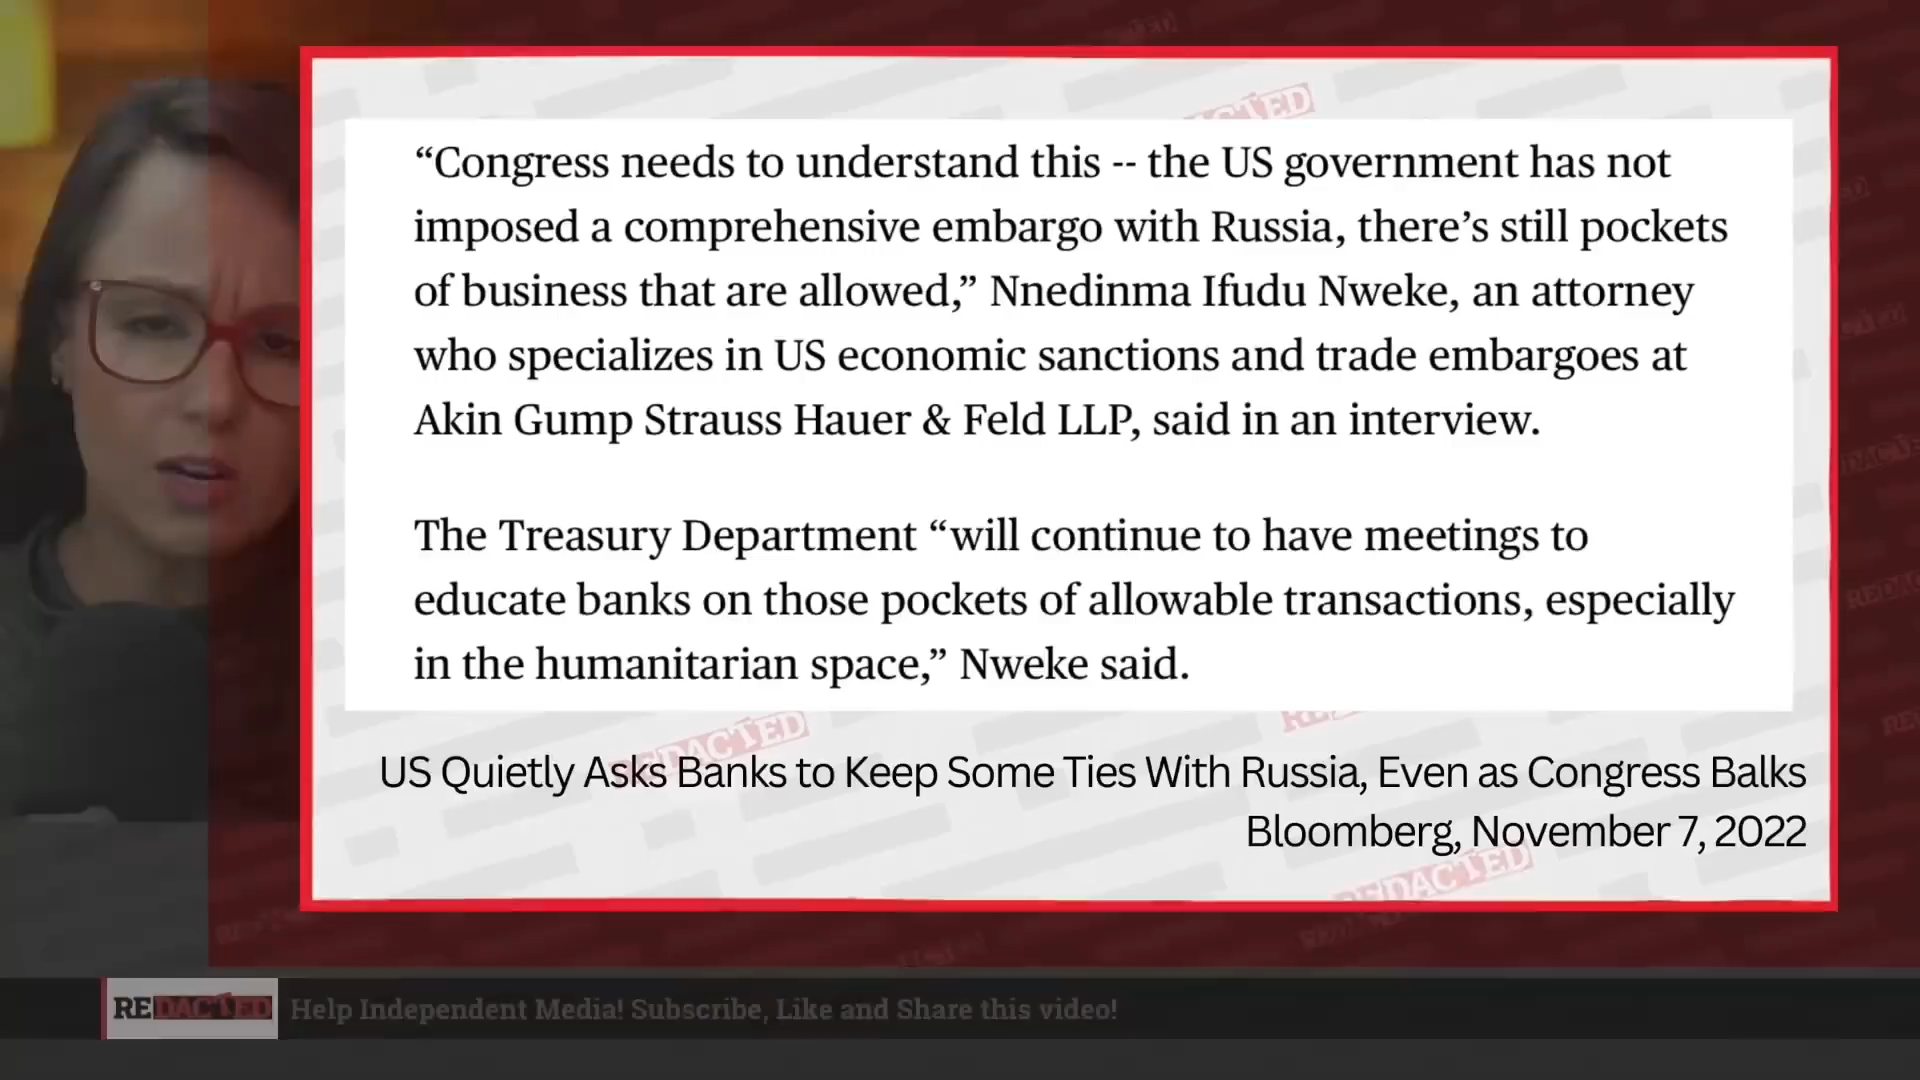 “Congress needs to understand this -- the US government has not
imposed a comprehensive embargo with Russia, there’s still pockets
of business that are allowed,” Nnedinma Ifudu Nweke, an attorney
who specializes in US economic sanctions and trade embargoes at
Akin Gump Strauss Hauer & Feld LLP, said in an interview.
The Treasury Department “will continue to have meetings to
educate banks on those pockets of allowable transactions, especially
in the humanitarian space,” Nweke said.
REDACTED
US Quietly Asks Banks to Keep Some Ties With Russia, Even as Congress Balks
Bloomberg, November 7, 2022
REDACTED
REDACTED Help Independent Media! Subscribe, Like and Share this video!